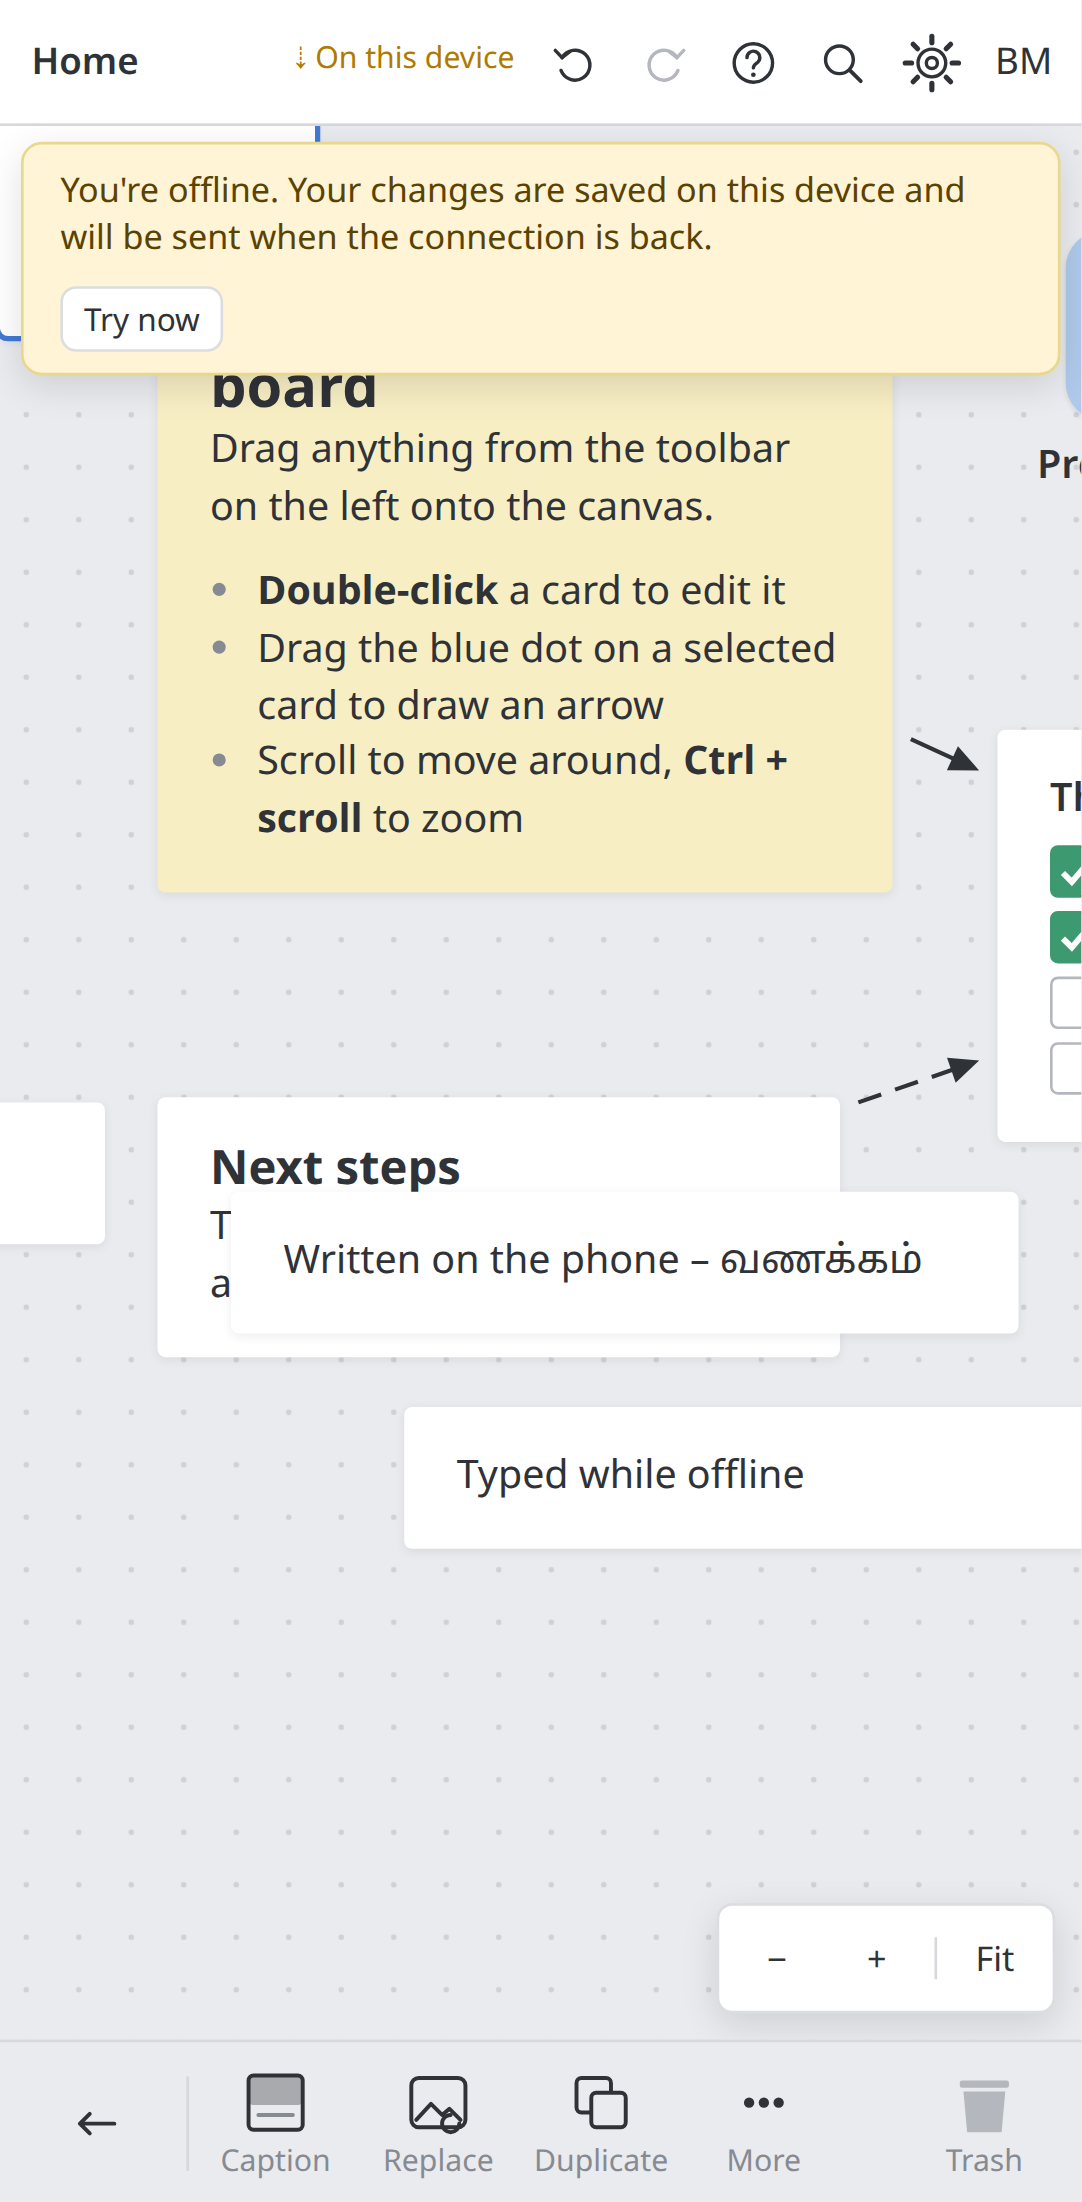 Home
⇣ On this device
BM
You're offline. Your changes are saved on this device and
will be sent when the connection is back.
Try now
board
Drag anything from the toolbar
on the left onto the canvas.
• Double-click a card to edit it
• Drag the blue dot on a selected
card to draw an arrow
• Scroll to move around, Ctrl +
scroll to zoom
Next steps
Written on the phone – வணக்கம்
Typed while offline
− + Fit
← Caption Replace Duplicate More Trash